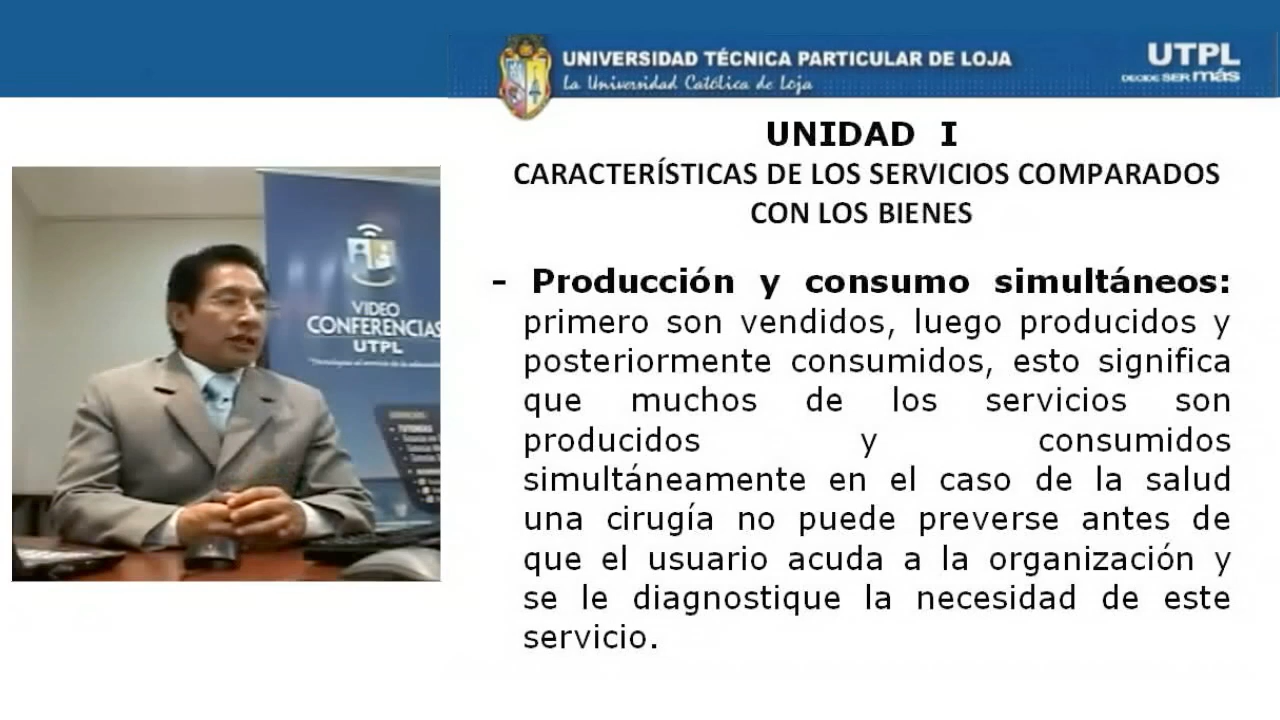 UNIVERSIDAD TÉCNICA PARTICULAR DE LOJA
La Universidad Católica de Loja
UTPL
DECIDE SER más
UNIDAD I
CARACTERÍSTICAS DE LOS SERVICIOS COMPARADOS
CON LOS BIENES
- Producción y consumo simultáneos:
primero son vendidos, luego producidos y
posteriormente consumidos, esto significa
que muchos de los servicios son
producidos y consumidos
simultáneamente en el caso de la salud
una cirugía no puede preverse antes de
que el usuario acuda a la organización y
se le diagnostique la necesidad de este
servicio.
VIDEO
CONFERENCIAS
UTPL